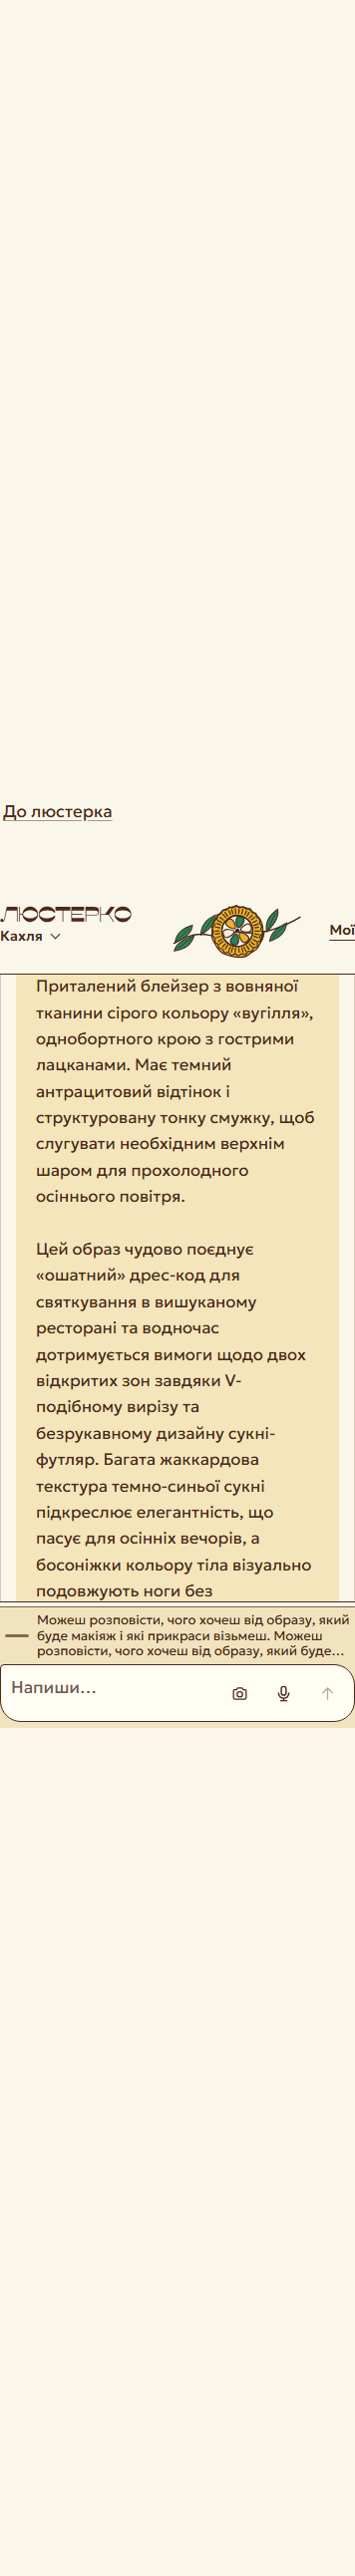 До люстерка
ЛЮСТЕРКО
Кахля
Мої
Приталений блейзер з вовняної
тканини сірого кольору «вугілля»,
однобортного крою з гострими
лацканами. Має темний
антрацитовий відтінок і
структуровану тонку смужку, щоб
слугувати необхідним верхнім
шаром для прохолодного
осіннього повітря.
Цей образ чудово поєднує
«ошатний» дрес-код для
святкування в вишуканому
ресторані та водночас
дотримується вимоги щодо двох
відкритих зон завдяки V-
подібному вирізу та
безрукавному дизайну сукні-
футляр. Багата жаккардова
текстура темно-синьої сукні
підкреслює елегантність, що
пасує для осінніх вечорів, а
босоніжки кольору тіла візуально
подовжують ноги без
Можеш розповісти, чого хочеш від образу, який
буде макіяж і які прикраси візьмеш. Можеш
розповісти, чого хочеш від образу, який буде...
Напиши...